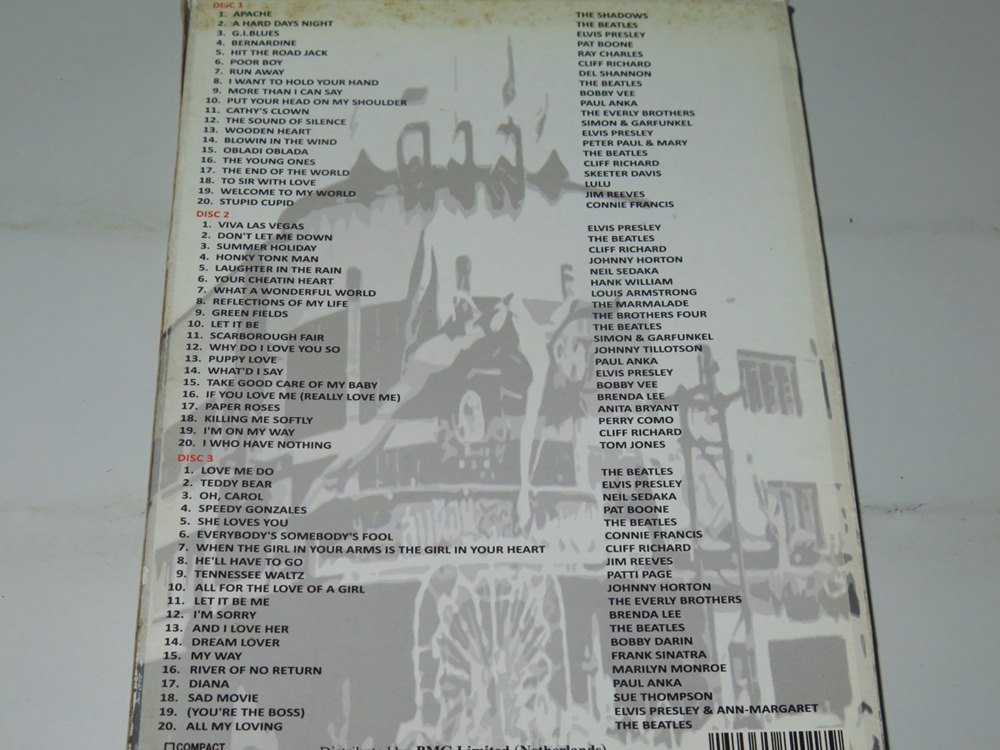 DISC 1
1. APACHE THE SHADOWS
2. A HARD DAYS NIGHT THE BEATLES
3. G.I.BLUES ELVIS PRESLEY
4. BERNARDINE PAT BOONE
5. HIT THE ROAD JACK RAY CHARLES
6. POOR BOY CLIFF RICHARD
7. RUN AWAY DEL SHANNON
8. I WANT TO HOLD YOUR HAND THE BEATLES
9. MORE THAN I CAN SAY BOBBY VEE
10. PUT YOUR HEAD ON MY SHOULDER PAUL ANKA
11. CATHY'S CLOWN THE EVERLY BROTHERS
12. THE SOUND OF SILENCE SIMON & GARFUNKEL
13. WOODEN HEART ELVIS PRESLEY
14. BLOWIN IN THE WIND PETER PAUL & MARY
15. OBLADI OBLADA THE BEATLES
16. THE YOUNG ONES CLIFF RICHARD
17. THE END OF THE WORLD SKEETER DAVIS
18. TO SIR WITH LOVE LULU
19. WELCOME TO MY WORLD JIM REEVES
20. STUPID CUPID CONNIE FRANCIS
DISC 2
1. VIVA LAS VEGAS ELVIS PRESLEY
2. DON'T LET ME DOWN THE BEATLES
3. SUMMER HOLIDAY CLIFF RICHARD
4. HONKY TONK MAN JOHNNY HORTON
5. LAUGHTER IN THE RAIN NEIL SEDAKA
6. YOUR CHEATIN HEART HANK WILLIAM
7. WHAT A WONDERFUL WORLD LOUIS ARMSTRONG
8. REFLECTIONS OF MY LIFE THE MARMALADE
9. GREEN FIELDS THE BROTHERS FOUR
10. LET IT BE THE BEATLES
11. SCARBOROUGH FAIR SIMON & GARFUNKEL
12. WHY DO I LOVE YOU SO JOHNNY TILLOTSON
13. PUPPY LOVE PAUL ANKA
14. WHAT'D I SAY ELVIS PRESLEY
15. TAKE GOOD CARE OF MY BABY BOBBY VEE
16. IF YOU LOVE ME (REALLY LOVE ME) BRENDA LEE
17. PAPER ROSES ANITA BRYANT
18. KILLING ME SOFTLY PERRY COMO
19. I'M ON MY WAY CLIFF RICHARD
20. I WHO HAVE NOTHING TOM JONES
DISC 3
1. LOVE ME DO THE BEATLES
2. TEDDY BEAR ELVIS PRESLEY
3. OH, CAROL NEIL SEDAKA
4. SPEEDY GONZALES PAT BOONE
5. SHE LOVES YOU THE BEATLES
6. EVERYBODY'S SOMEBODY'S FOOL CONNIE FRANCIS
7. WHEN THE GIRL IN YOUR ARMS IS THE GIRL IN YOUR HEART CLIFF RICHARD
8. HE'LL HAVE TO GO JIM REEVES
9. TENNESSEE WALTZ PATTI PAGE
10. ALL FOR THE LOVE OF A GIRL JOHNNY HORTON
11. LET IT BE ME THE EVERLY BROTHERS
12. I'M SORRY BRENDA LEE
13. AND I LOVE HER THE BEATLES
14. DREAM LOVER BOBBY DARIN
15. MY WAY FRANK SINATRA
16. RIVER OF NO RETURN MARILYN MONROE
17. DIANA PAUL ANKA
18. SAD MOVIE SUE THOMPSON
19. (YOU'RE THE BOSS) ELVIS PRESLEY & ANN-MARGARET
20. ALL MY LOVING THE BEATLES
COMPACT Distributed by BMG Limited (Netherlands)